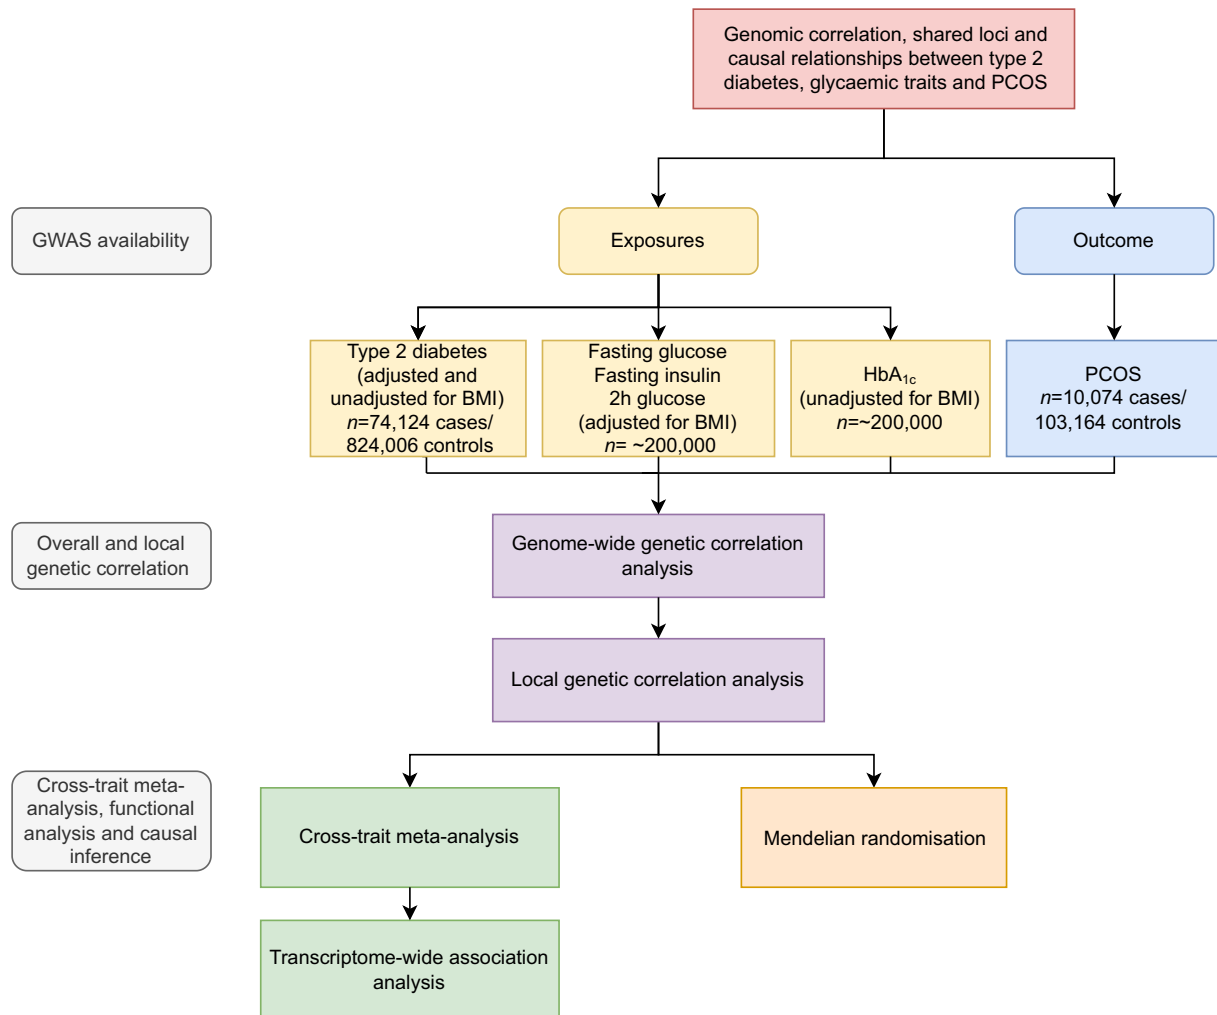 Genomic correlation, shared loci and
causal relationships between type 2
diabetes, glycaemic traits and PCOS
GWAS availability
Exposures
Outcome
Type 2 diabetes
(adjusted and
unadjusted for BMI)
n=74,124 cases/
824,006 controls
Fasting glucose
Fasting insulin
2h glucose
(adjusted for BMI)
n= ~200,000
HbA1c
(unadjusted for BMI)
n=~200,000
PCOS
n=10,074 cases/
103,164 controls
Overall and local
genetic correlation
Genome-wide genetic correlation
analysis
Local genetic correlation analysis
Cross-trait meta-
analysis, functional
analysis and causal
inference
Cross-trait meta-analysis
Mendelian randomisation
Transcriptome-wide association
analysis